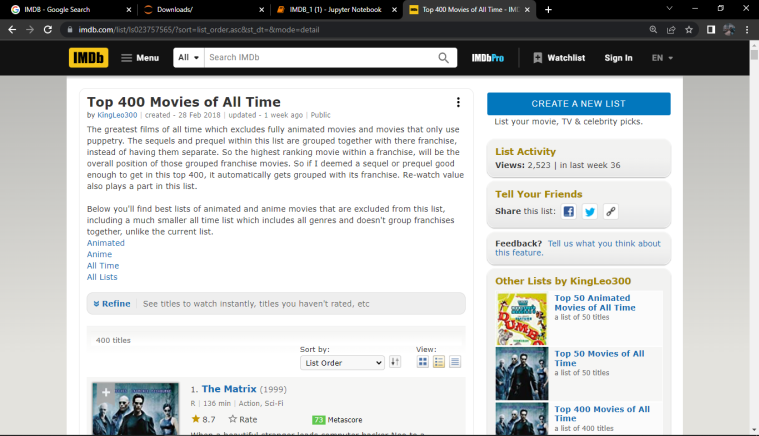 IMDB - Google Search
Downloads/
IMDB_1 (1) - Jupyter Notebook
Top 400 Movies of All Time - IMD
imdb.com/list/ls023757565/?sort=list_order,asc&st_dt=&mode=detail
IMDb
Menu
All
Search IMDb
IMDbPro
Watchlist
Sign In
EN
Top 400 Movies of All Time
by KingLeo300 | created - 28 Feb 2018 | updated - 1 week ago | Public
The greatest films of all time which excludes fully animated movies and movies that only use
puppetry. The sequels and prequel within this list are grouped together with there franchise,
instead of having them separate. So the highest ranking movie within a franchise, will be the
overall position of those grouped franchise movies. So if I deemed a sequel or prequel good
enough to get in this top 400, it automatically gets grouped with its franchise. Re-watch value
also plays a part in this list.
Below you'll find best lists of animated and anime movies that are excluded from this list,
including a much smaller all time list which includes all genres and doesn't group franchises
together, unlike the current list.
Animated
Anime
All Time
All Lists
Refine
See titles to watch instantly, titles you haven't rated, etc
400 titles
Sort by:
List Order
View:
1. The Matrix (1999)
R | 136 min | Action, Sci-Fi
8.7
Rate
73 Metascore
When a beautiful stranger leads computer hacker Neo to a
CREATE A NEW LIST
List your movie, TV & celebrity picks.
List Activity
Views: 2,523 | in last week 36
Tell Your Friends
Share this list:
Feedback? Tell us what you think about
this feature.
Other Lists by KingLeo300
DUMBO
Top 50 Animated
Movies of All Time
a list of 50 titles
Top 50 Movies of All
Time
a list of 50 titles
Top 400 Movies of All
Time
a list of 400 titles